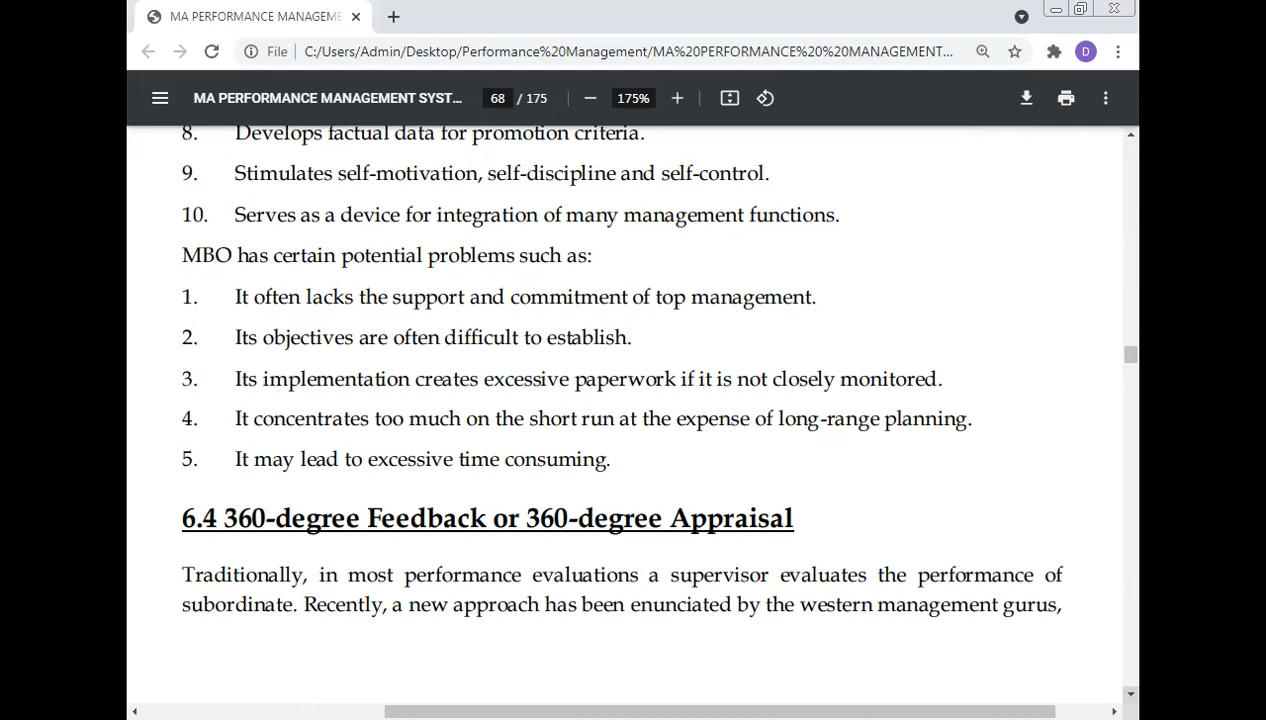 MA PERFORMANCE MANAGEME
File C:/Users/Admin/Desktop/Performance%20Management/MA%20PERFORMANCE%20%20MANAGEMENT...
D
MA PERFORMANCE MANAGEMENT SYST... 68 / 175 175%
8. Develops factual data for promotion criteria.
9. Stimulates self-motivation, self-discipline and self-control.
10. Serves as a device for integration of many management functions.
MBO has certain potential problems such as:
1. It often lacks the support and commitment of top management.
2. Its objectives are often difficult to establish.
3. Its implementation creates excessive paperwork if it is not closely monitored.
4. It concentrates too much on the short run at the expense of long-range planning.
5. It may lead to excessive time consuming.
6.4 360-degree Feedback or 360-degree Appraisal
Traditionally, in most performance evaluations a supervisor evaluates the performance of
subordinate. Recently, a new approach has been enunciated by the western management gurus,